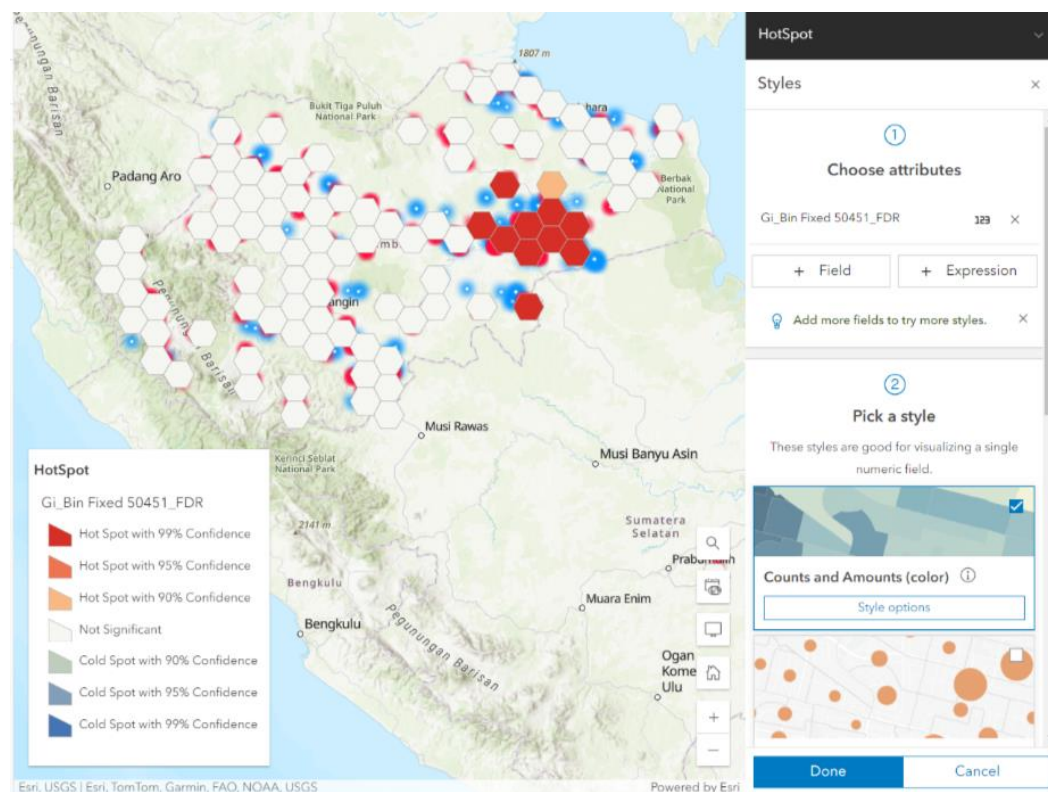 1807 m
Bukit Tiga Puluh
National Park
Padang Aro
Berbak
National
Park
Pegunungan Barisan
Musi Rawas
Kerinci Seblat
National Park
Musi Banyu Asin
2141 m
Sumatera
Selatan
Bengkulu
Bengkulu
Muara Enim
Pegunungan Barisan
Ogan
Kome
Ulu
HotSpot
Gi_Bin Fixed 50451_FDR
Hot Spot with 99% Confidence
Hot Spot with 95% Confidence
Hot Spot with 90% Confidence
Not Significant
Cold Spot with 90% Confidence
Cold Spot with 95% Confidence
Cold Spot with 99% Confidence
Esri, USGS | Esri, TomTom, Garmin, FAO, NOAA, USGS
Powered by Esri
HotSpot
Styles
1
Choose attributes
Gi_Bin Fixed 50451_FDR 123
+ Field
+ Expression
Add more fields to try more styles.
2
Pick a style
These styles are good for visualizing a single
numeric field.
Counts and Amounts (color)
Style options
Done
Cancel